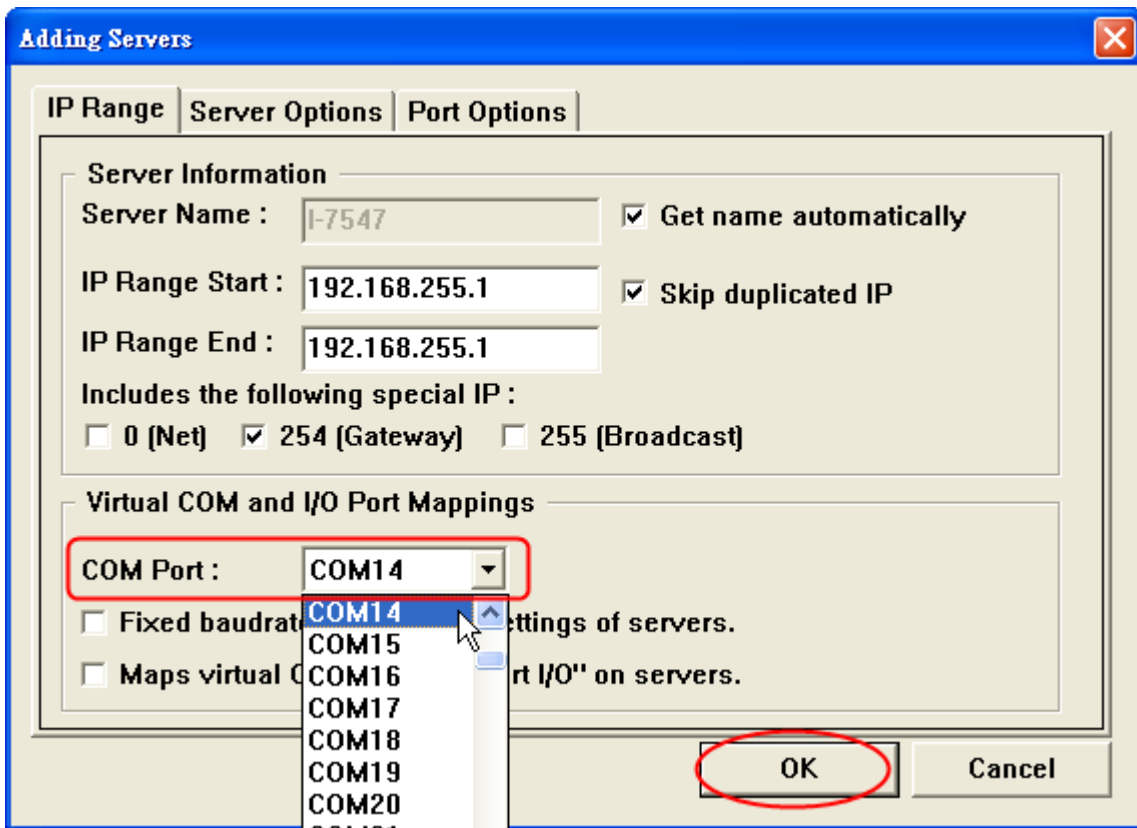 Adding Servers
IP Range Server Options Port Options
Server Information
Server Name : I-7547 Get name automatically
IP Range Start : 192.168.255.1 Skip duplicated IP
IP Range End : 192.168.255.1
Includes the following special IP :
0 (Net) 254 (Gateway) 255 (Broadcast)
Virtual COM and I/O Port Mappings
COM Port : COM14
COM14
Fixed baudrat ettings of servers.
COM15
COM16
Maps virtual rt I/O" on servers.
COM17
COM18
COM19
COM20
OK Cancel